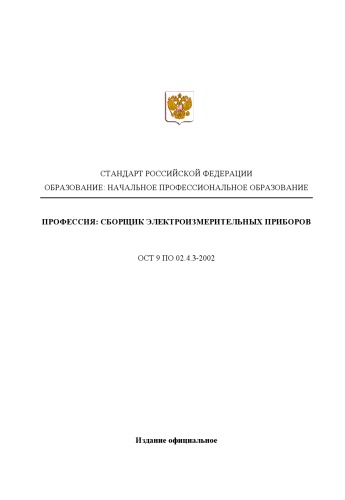 СТАНДАРТ РОССИЙСКОЙ ФЕДЕРАЦИИ
ОБРАЗОВАНИЕ: НАЧАЛЬНОЕ ПРОФЕССИОНАЛЬНОЕ ОБРАЗОВАНИЕ
ПРОФЕССИЯ: СБОРЩИК ЭЛЕКТРОИЗМЕРИТЕЛЬНЫХ ПРИБОРОВ
ОСТ 9 ПО 02.4.3-2002
Издание официальное